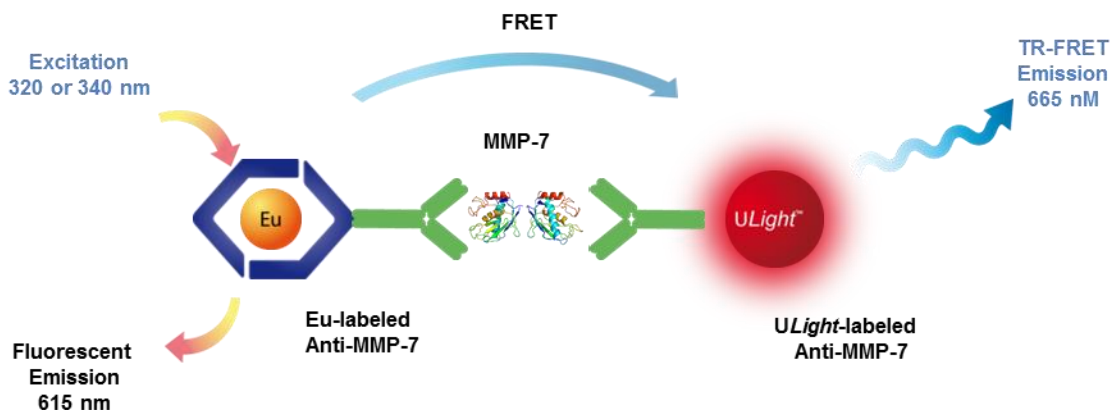 FRET
Excitation
320 or 340 nm
TR-FRET
Emission
665 nM
MMP-7
Eu
ULight™
Eu-labeled
Anti-MMP-7
ULight-labeled
Anti-MMP-7
Fluorescent
Emission
615 nm